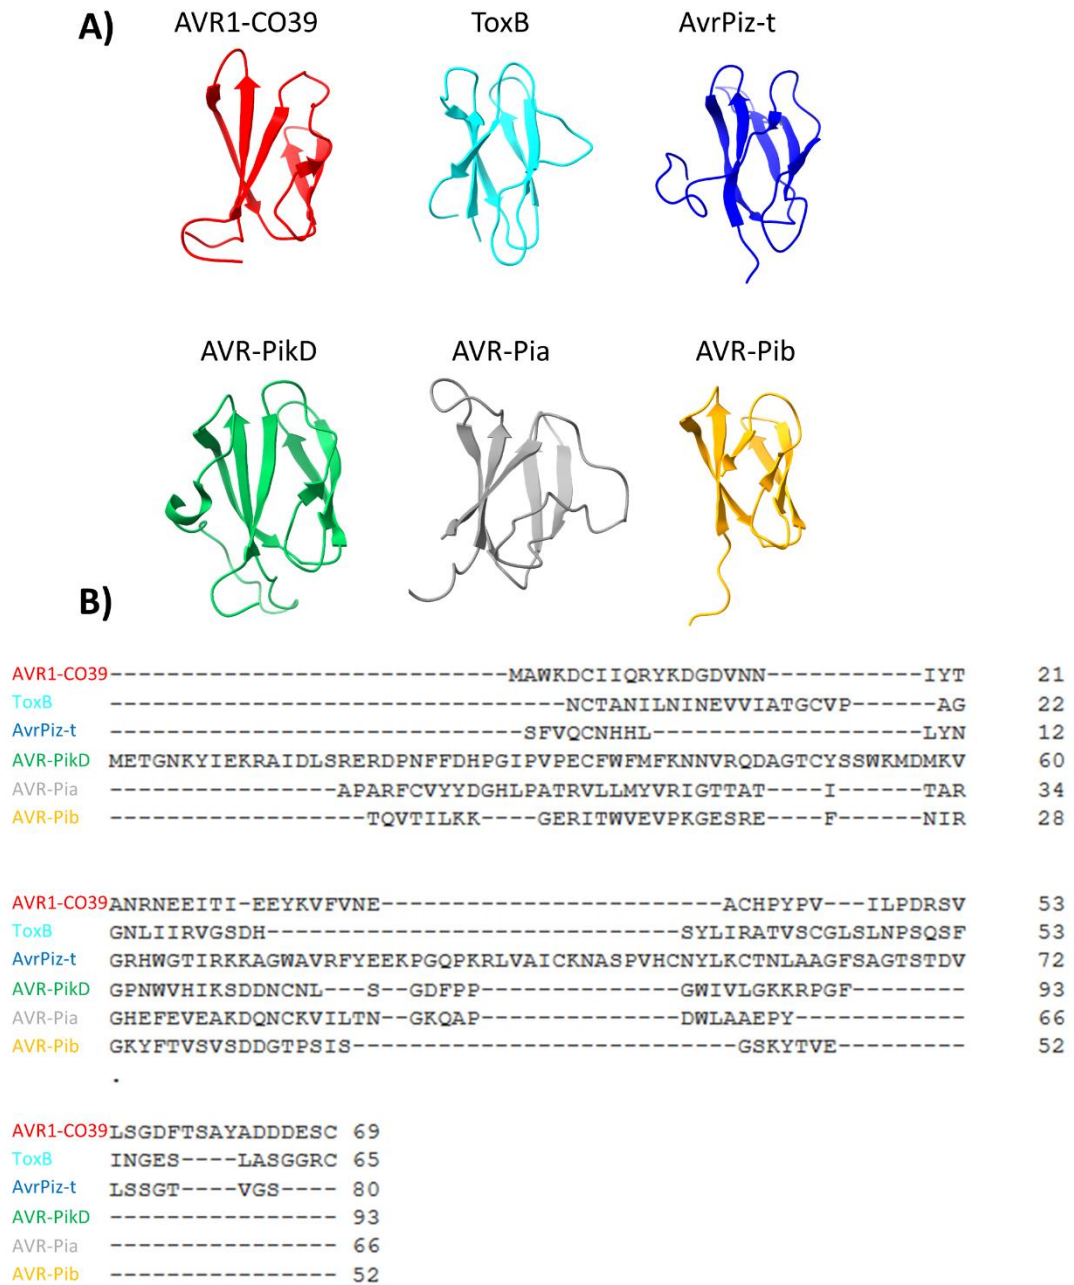 A)
AVR1-CO39 ToxB AvrPiz-t
AVR-PikD AVR-Pia AVR-Pib
B)
AVR1-CO39----------------------------MAWKDCIIQRYKDGDVNN-----------IYT 21
ToxB --------------------------------NCTANILNINEVVIATGCVP------AG 22
AvrPiz-t -----------------------------SFVQCNHHL-------------------LYN 12
AVR-PikD METGNKYIEKRAIDLSRERDPNFFDHPGIPVPECFWFMFKNNVRQDAGTCYSSWKMDMKV 60
AVR-Pia ----------------APARFCVYYDGHLPATRVLLMYVRIGTTAT----I------TAR 34
AVR-Pib ------------------TQVTILKK----GERITWVEVPKGESRE----F------NIR 28
AVR1-CO39ANRNEEITI-EEYKVFVNE------------------------ACHPYPV---ILPDRSV 53
ToxB GNLIIRVGSDH-----------------------------SYLIRATVSCGLSLNPSQSF 53
AvrPiz-t GRHWGTIRKKAGWAVRFYEEKPGQPKRLVAICKNASPVHCNYLKCTNLAAGFSAGTSTDV 72
AVR-PikD GPNWVHIKSDDNCNL---S--GDFPP--------------GWIVLGKKRPGF-------- 93
AVR-Pia GHEFEVEAKDQNCKVILTN--GKQAP--------------DWLAAEPY------------ 66
AVR-Pib GKYFTVSVSDDGTPSIS---------------------------GSKYTVE--------- 52
.
AVR1-CO39LSGDFTSAYADDDESC 69
ToxB INGES----LASGGRC 65
AvrPiz-t LSSGT----VGS---- 80
AVR-PikD ---------------- 93
AVR-Pia ---------------- 66
AVR-Pib ---------------- 52